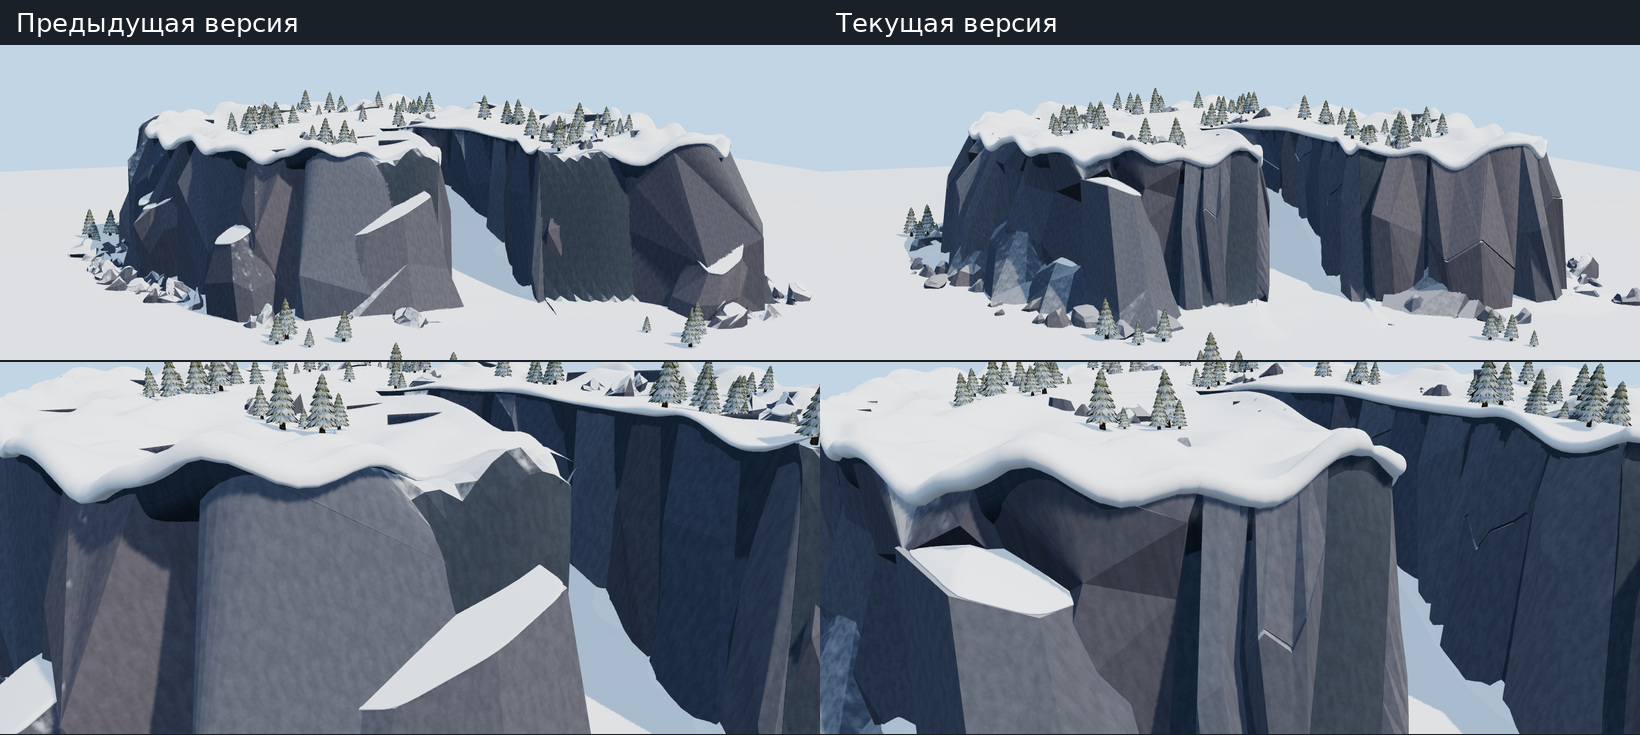 Предыдущая версия
Текущая версия